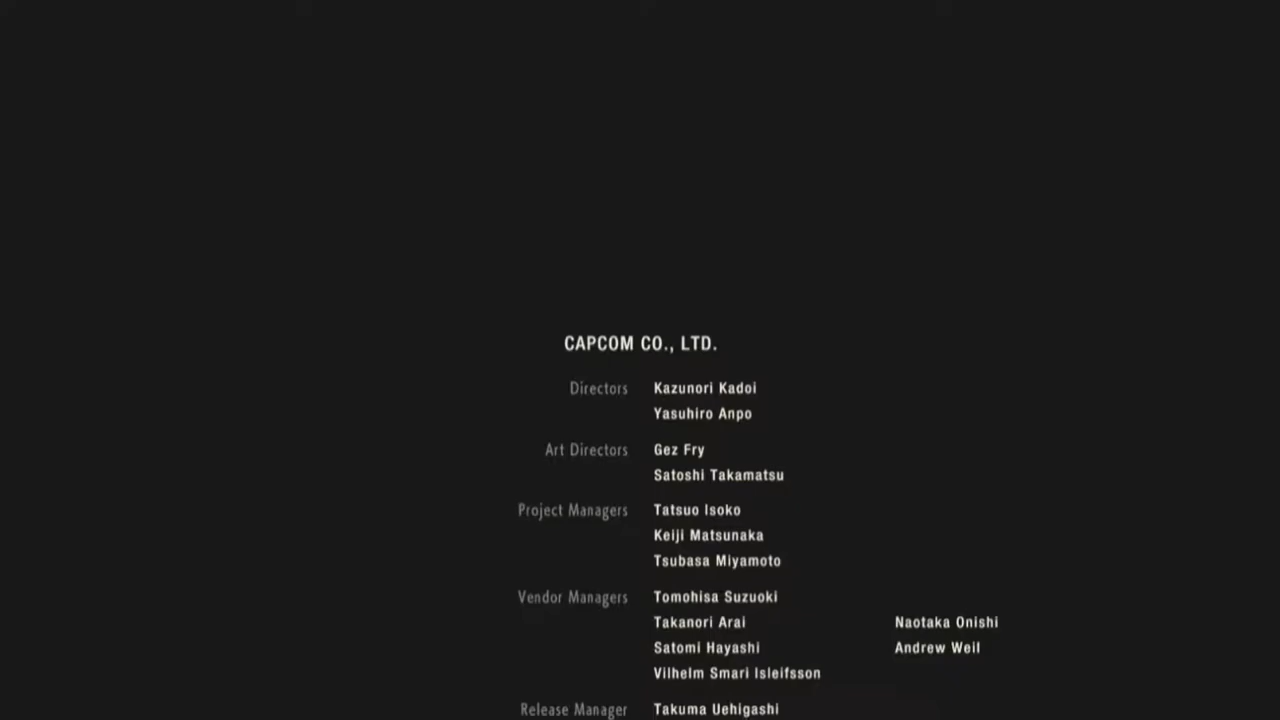 CAPCOM CO., LTD.
Directors Kazunori Kadoi
Yasuhiro Anpo
Art Directors Gez Fry
Satoshi Takamatsu
Project Managers Tatsuo Isoko
Keiji Matsunaka
Tsubasa Miyamoto
Vendor Managers Tomohisa Suzuoki
Takanori Arai Naotaka Onishi
Satomi Hayashi Andrew Weil
Vilhelm Smari Isleifsson
Release Manager Takuma Uehigashi